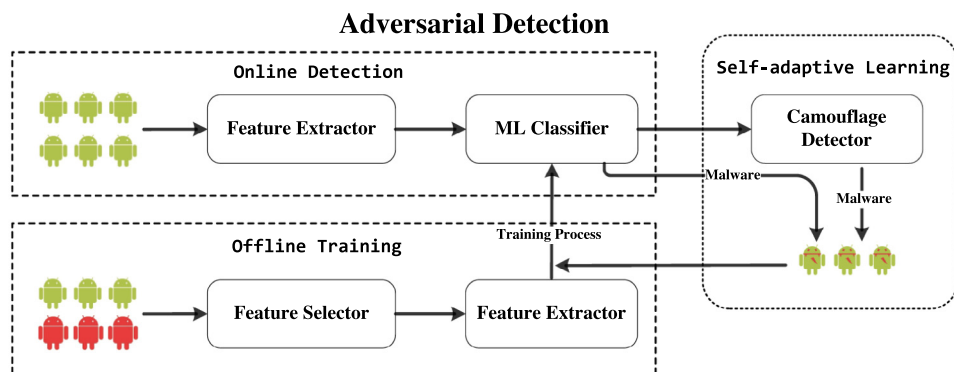 Adversarial Detection
Online Detection
Self-adaptive Learning
Feature Extractor
ML Classifier
Camouflage
Detector
Malware
Malware
Training Process
Offline Training
Feature Selector
Feature Extractor